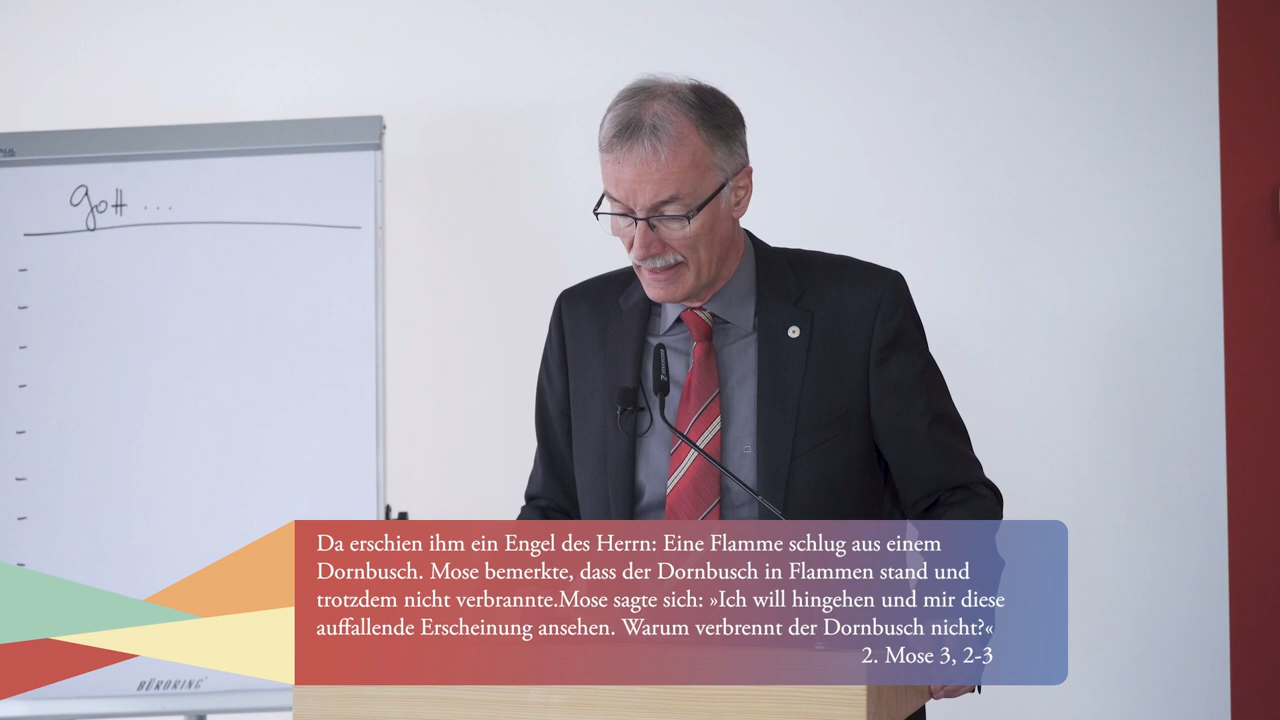 Gott ...
Da erschien ihm ein Engel des Herrn: Eine Flamme schlug aus einem
Dornbusch. Mose bemerkte, dass der Dornbusch in Flammen stand und
trotzdem nicht verbrannte.Mose sagte sich: »Ich will hingehen und mir diese
auffallende Erscheinung ansehen. Warum verbrennt der Dornbusch nicht?«
2. Mose 3, 2-3
BÜRORING